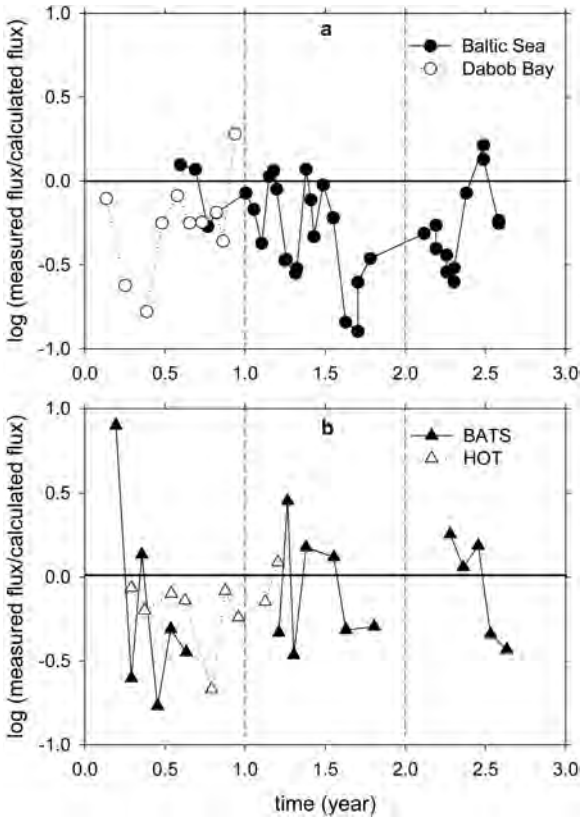 1.0
a
Baltic Sea
Dabob Bay
0.5
0.0
-0.5
-1.0
log (measured flux/calculated flux)
0.0 0.5 1.0 1.5 2.0 2.5 3.0
1.0
b
BATS
HOT
0.5
0.0
-0.5
-1.0
log (measured flux/calculated flux)
0.0 0.5 1.0 1.5 2.0 2.5 3.0
time (year)